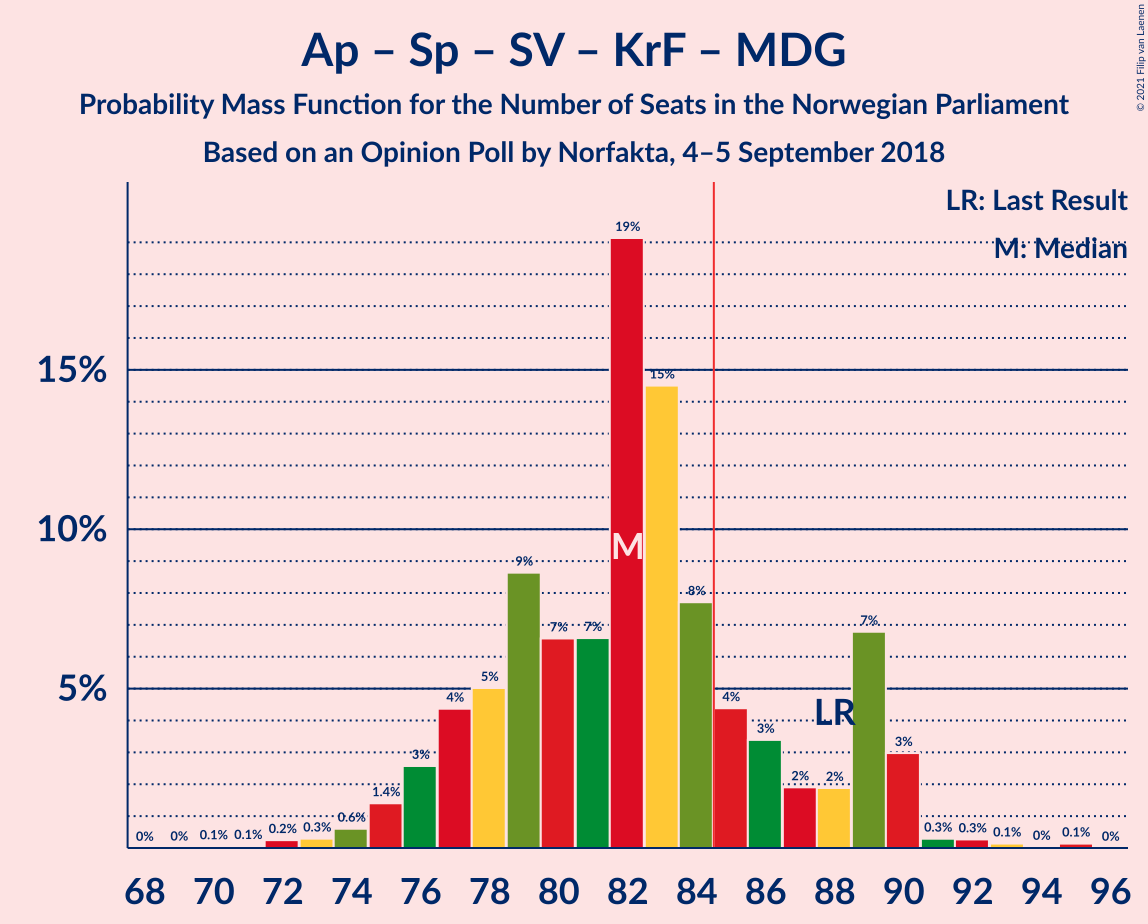 Ap – Sp – SV – KrF – MDG
Probability Mass Function for the Number of Seats in the Norwegian Parliament
Based on an Opinion Poll by Norfakta, 4–5 September 2018
© 2021 Filip van Laenen
LR: Last Result
M: Median
15%
10%
5%
0% 0% 0.1% 0.1% 0.2% 0.3% 0.6% 1.4% 3% 4% 5% 9% 7% 7% 19% 15% 8% 4% 3% 2% 2% 7% 3% 0.3% 0.3% 0.1% 0% 0.1% 0%
M
LR
68 70 72 74 76 78 80 82 84 86 88 90 92 94 96